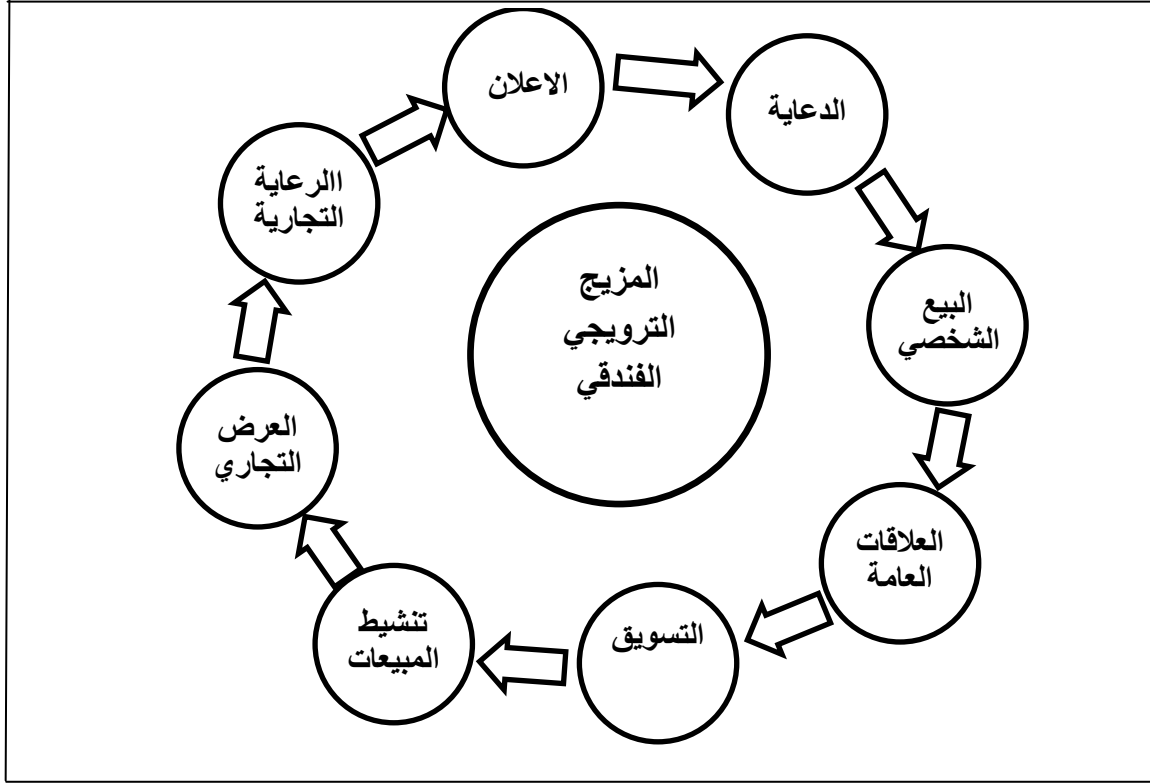 الاعلان
الدعاية
البيع
الشخصي
العلاقات
العامة
التسويق
تنشيط
المبيعات
العرض
التجاري
االرعاية
التجارية
المزيج
الترويجي
الفندقي